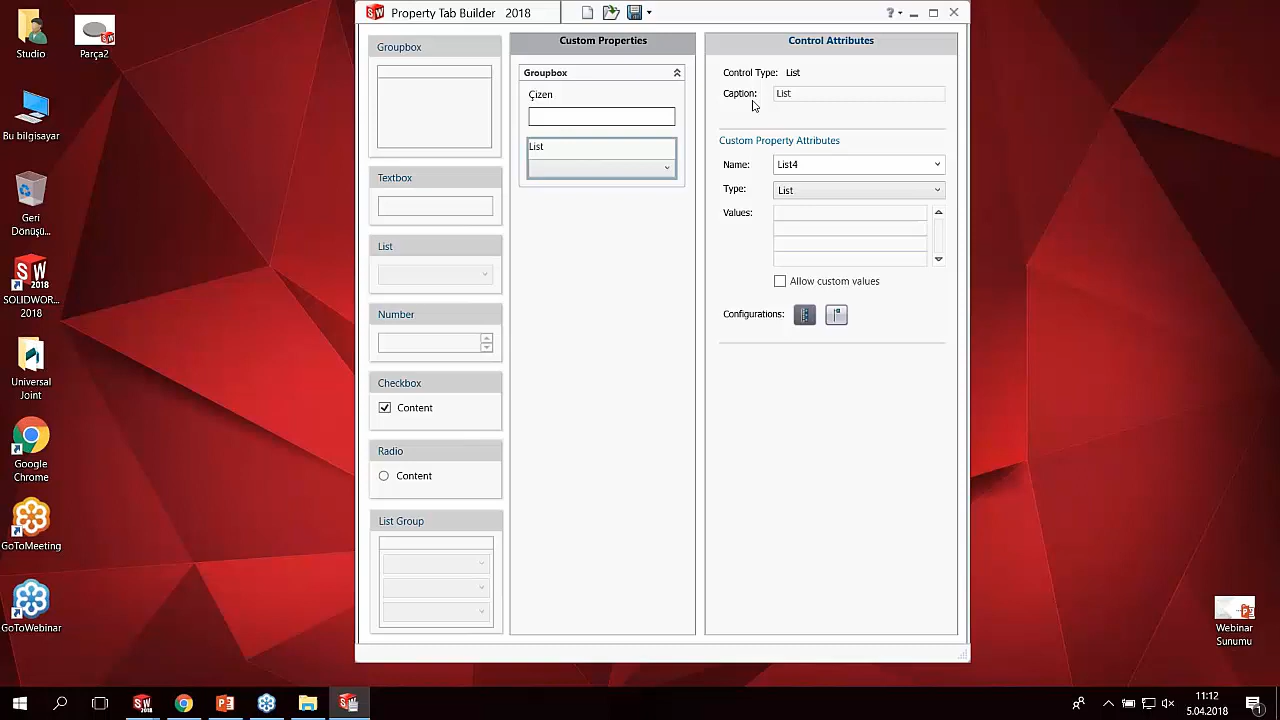 Studio
Parça2
Bu bilgisayar
Geri
Dönüşü...
SOLIDWOR...
2018
Universal
Joint
Google
Chrome
GoToMeeting
GoToWebinar
Property Tab Builder 2018
?
Groupbox
Textbox
List
Number
Checkbox
Content
Radio
Content
List Group
Custom Properties
Groupbox
Çizen
List
Control Attributes
Control Type: List
Caption: List
Custom Property Attributes
Name: List4
Type: List
Values:
Allow custom values
Configurations:
Webinar
Sunumu
11:12
5.04.2018
1